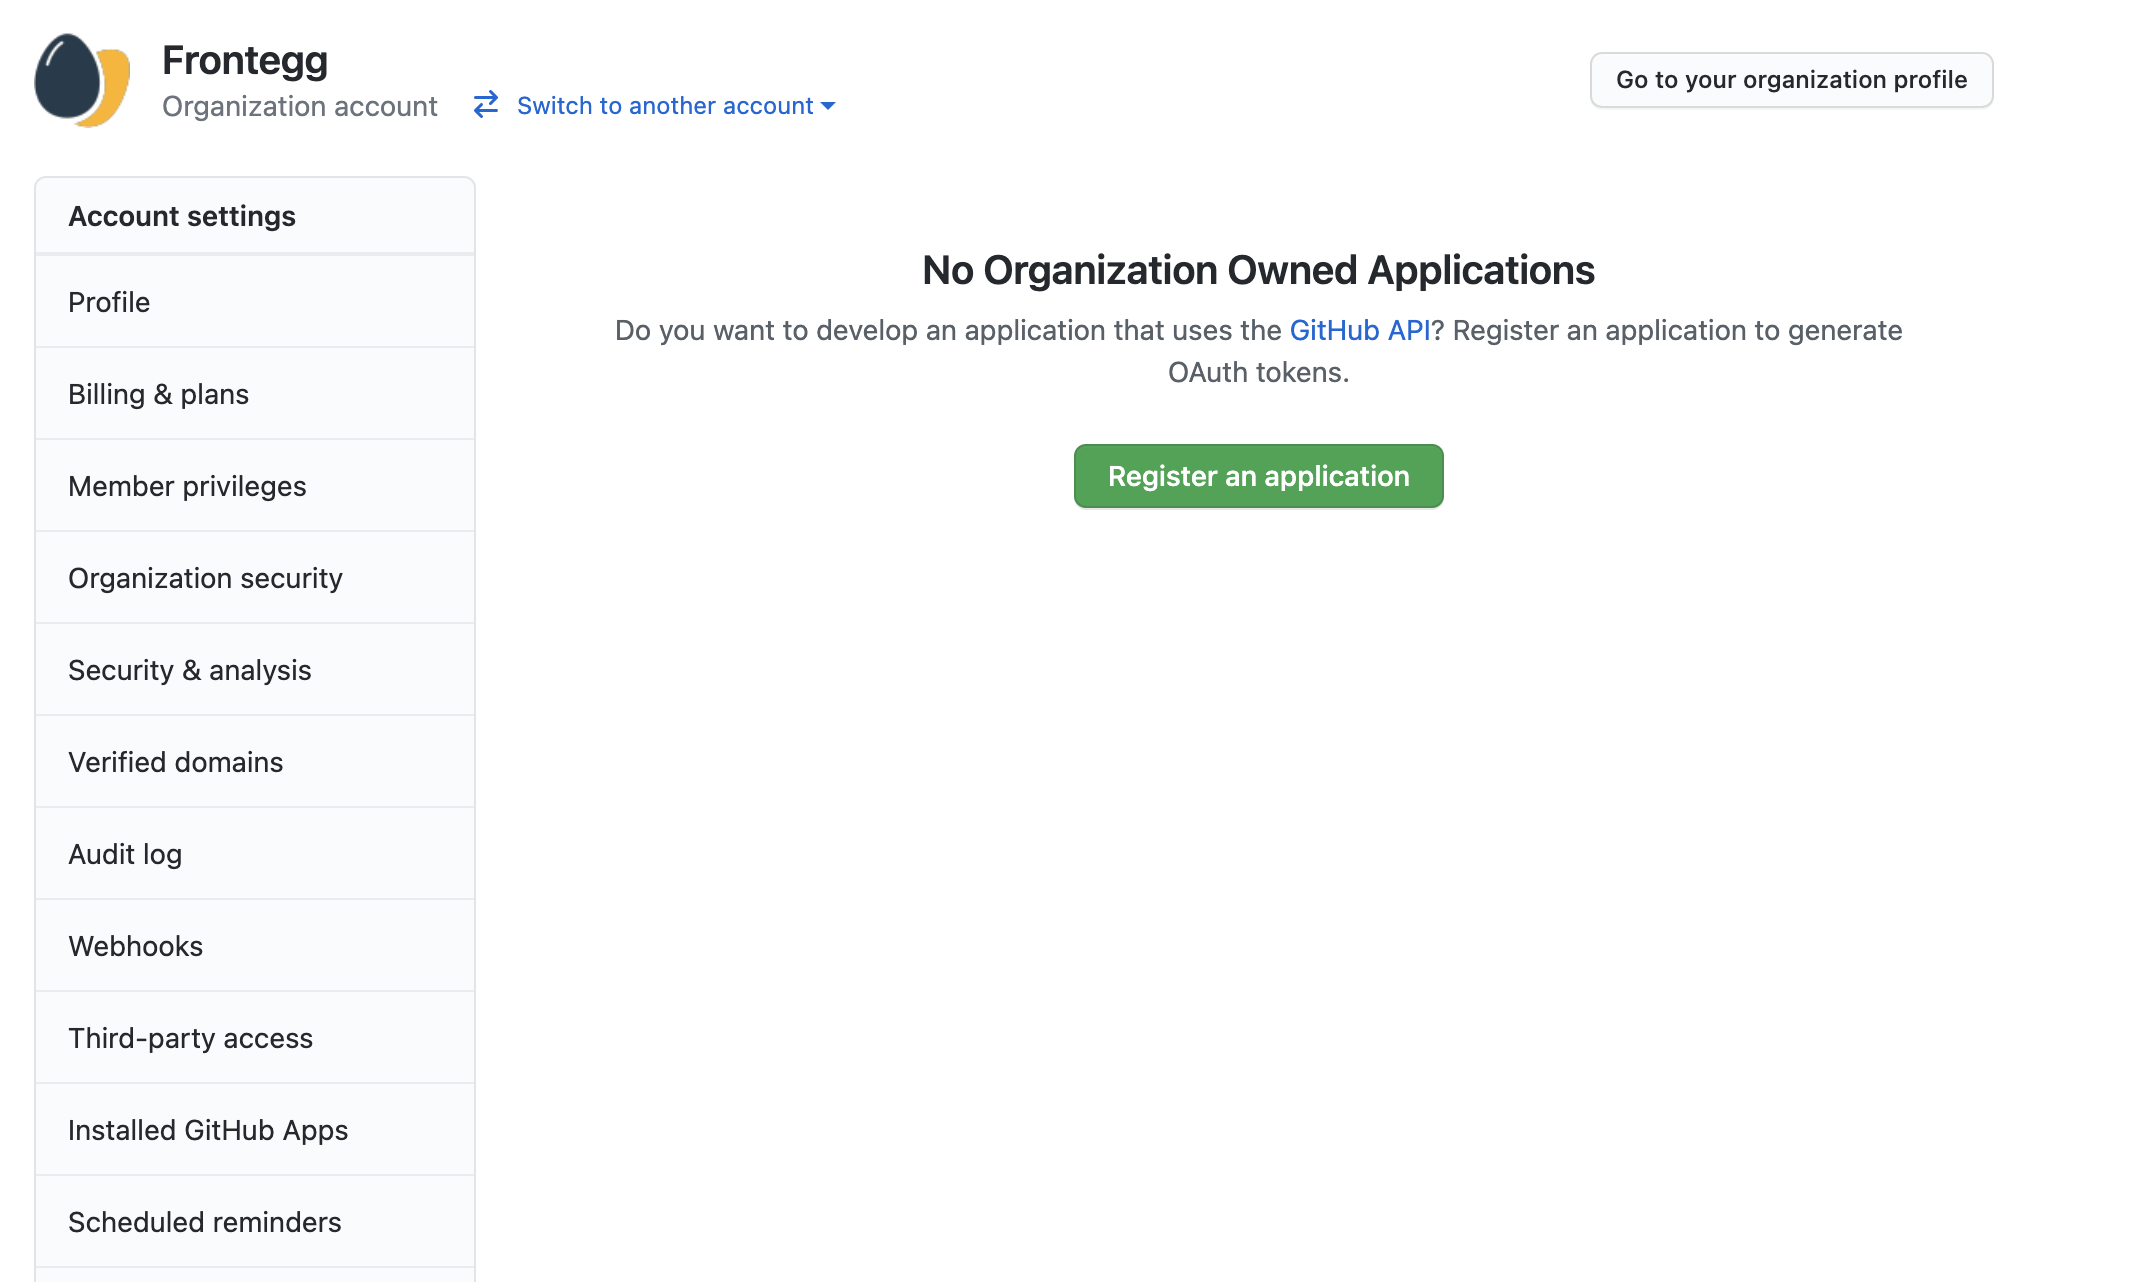 Frontegg
Organization account
Switch to another account
Go to your organization profile
Account settings
Profile
Billing & plans
Member privileges
Organization security
Security & analysis
Verified domains
Audit log
Webhooks
Third-party access
Installed GitHub Apps
Scheduled reminders
No Organization Owned Applications
Do you want to develop an application that uses the GitHub API? Register an application to generate
OAuth tokens.
Register an application